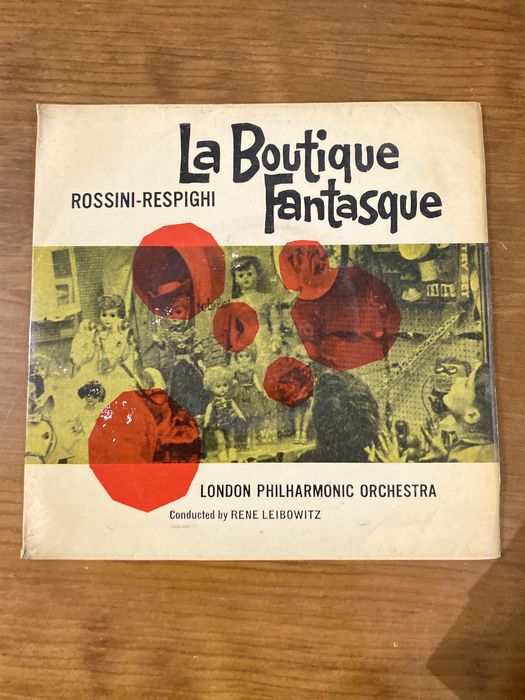 La Boutique
ROSSINI-RESPIGHI
Fantasque
LONDON PHILHARMONIC ORCHESTRA
Conducted by RENE LEIBOWITZ